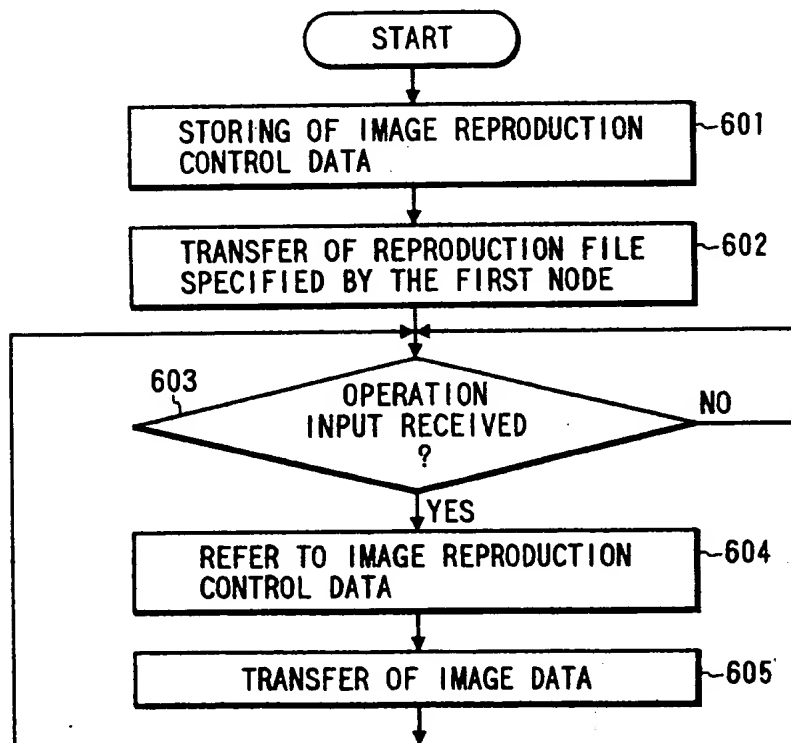 START
STORING OF IMAGE REPRODUCTION
CONTROL DATA
601
TRANSFER OF REPRODUCTION FILE
SPECIFIED BY THE FIRST NODE
602
603
OPERATION
INPUT RECEIVED
?
NO
YES
REFER TO IMAGE REPRODUCTION
CONTROL DATA
604
TRANSFER OF IMAGE DATA
605